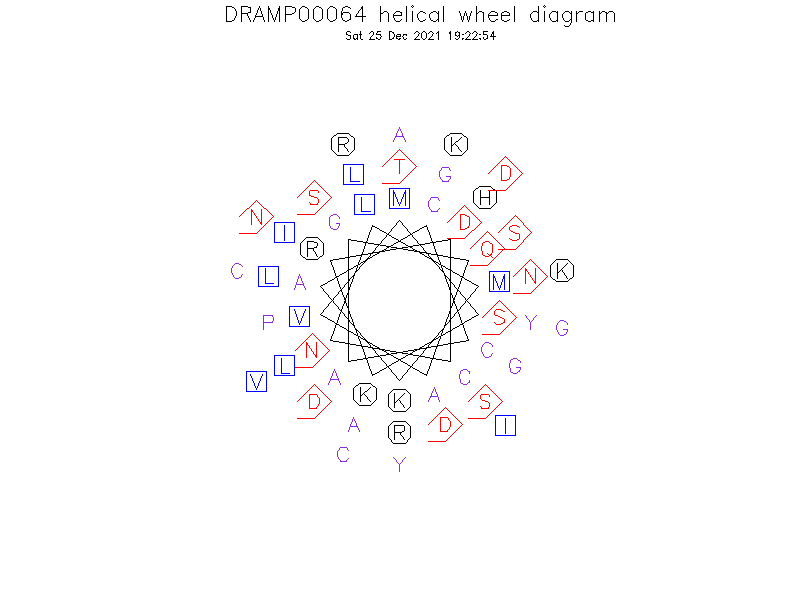 DRAMP00064 helical wheel diagram
Sat 25 Dec 2021 19:22:54
A
R K
L T G D
S L M C H
N I G D S
R Q
C L A M N K
P V S Y G
N C
V L A C G
D K K A S
A R D I
C Y